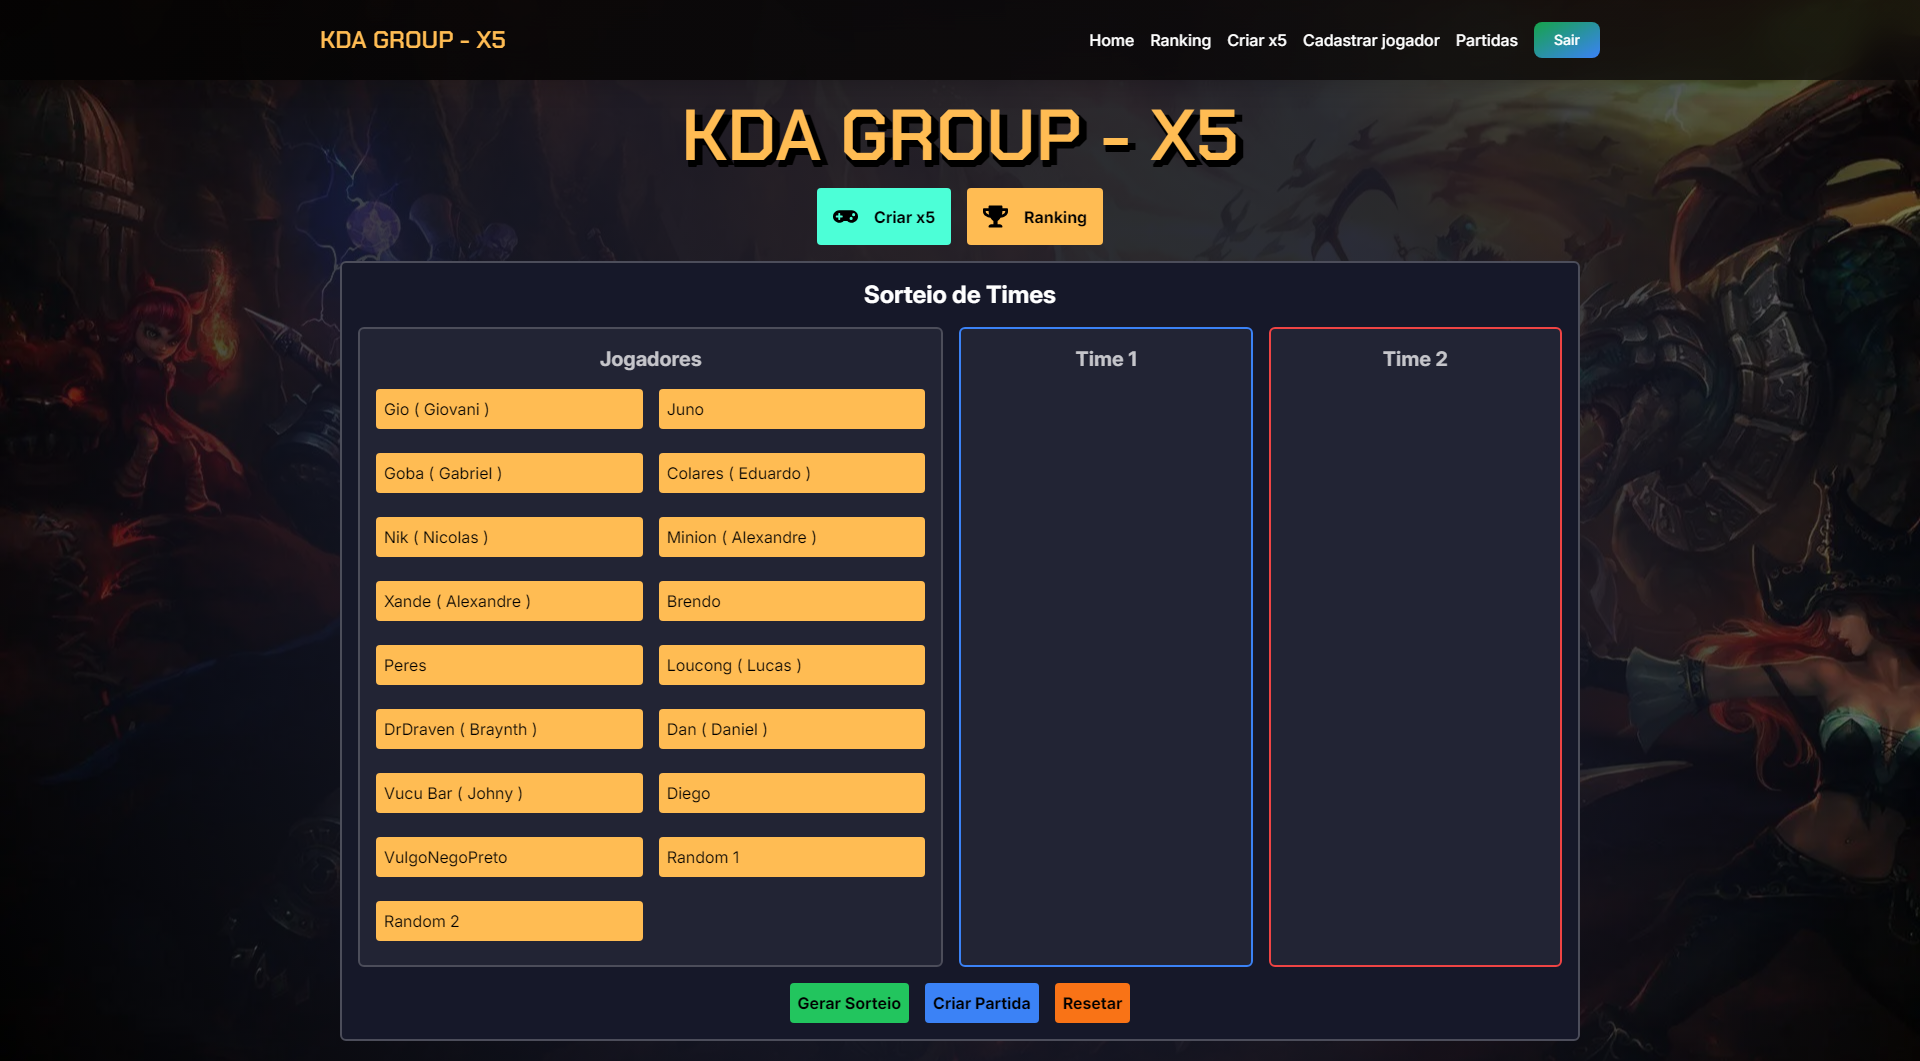 KDA GROUP - X5
Home Ranking Criar x5 Cadastrar jogador Partidas Sair
KDA GROUP - X5
Criar x5 Ranking
Sorteio de Times
Jogadores
Gio ( Giovani ) Juno
Goba ( Gabriel ) Colares ( Eduardo )
Nik ( Nicolas ) Minion ( Alexandre )
Xande ( Alexandre ) Brendo
Peres Loucong ( Lucas )
DrDraven ( Braynth ) Dan ( Daniel )
Vucu Bar ( Johny ) Diego
VulgoNegoPreto Random 1
Random 2
Time 1
Time 2
Gerar Sorteio Criar Partida Resetar